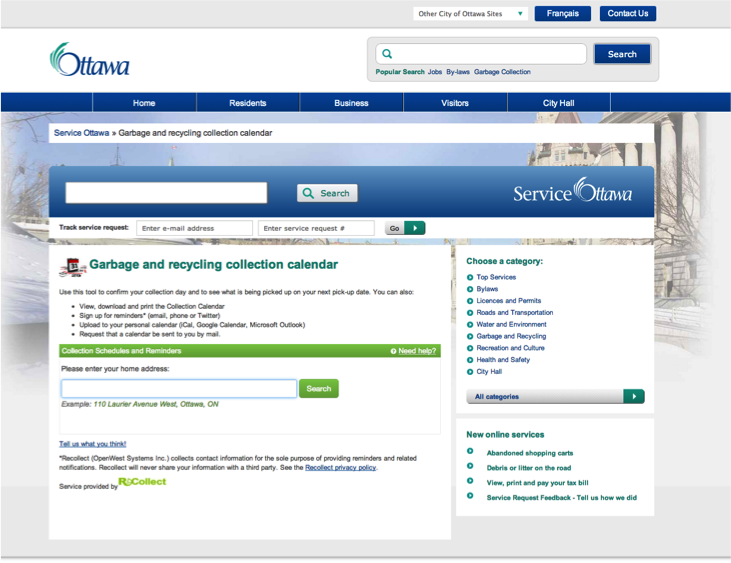 Other City of Ottawa Sites
Français
Contact Us
Ottawa
Search
Popular Search Jobs By-laws Garbage Collection
Home
Residents
Business
Visitors
City Hall
Service Ottawa » Garbage and recycling collection calendar
Search
Service Ottawa
Track service request:
Enter e-mail address
Enter service request #
Go
Garbage and recycling collection calendar
Use this tool to confirm your collection day and to see what is being picked up on your next pick-up date. You can also:
View, download and print the Collection Calendar
Sign up for reminders* (email, phone or Twitter)
Upload to your personal calendar (iCal, Google Calendar, Microsoft Outlook)
Request that a calendar be sent to you by mail.
Collection Schedules and Reminders
Need help?
Please enter your home address:
Search
Example: 110 Laurier Avenue West, Ottawa, ON
Tell us what you think!
*Recollect (OpenWest Systems Inc.) collects contact information for the sole purpose of providing reminders and related
notifications. Recollect will never share your information with a third party. See the Recollect privacy policy.
Service provided by ReCollect
Choose a category:
Top Services
Bylaws
Licences and Permits
Roads and Transportation
Water and Environment
Garbage and Recycling
Recreation and Culture
Health and Safety
City Hall
All categories
New online services
Abandoned shopping carts
Debris or litter on the road
View, print and pay your tax bill
Service Request Feedback - Tell us how we did